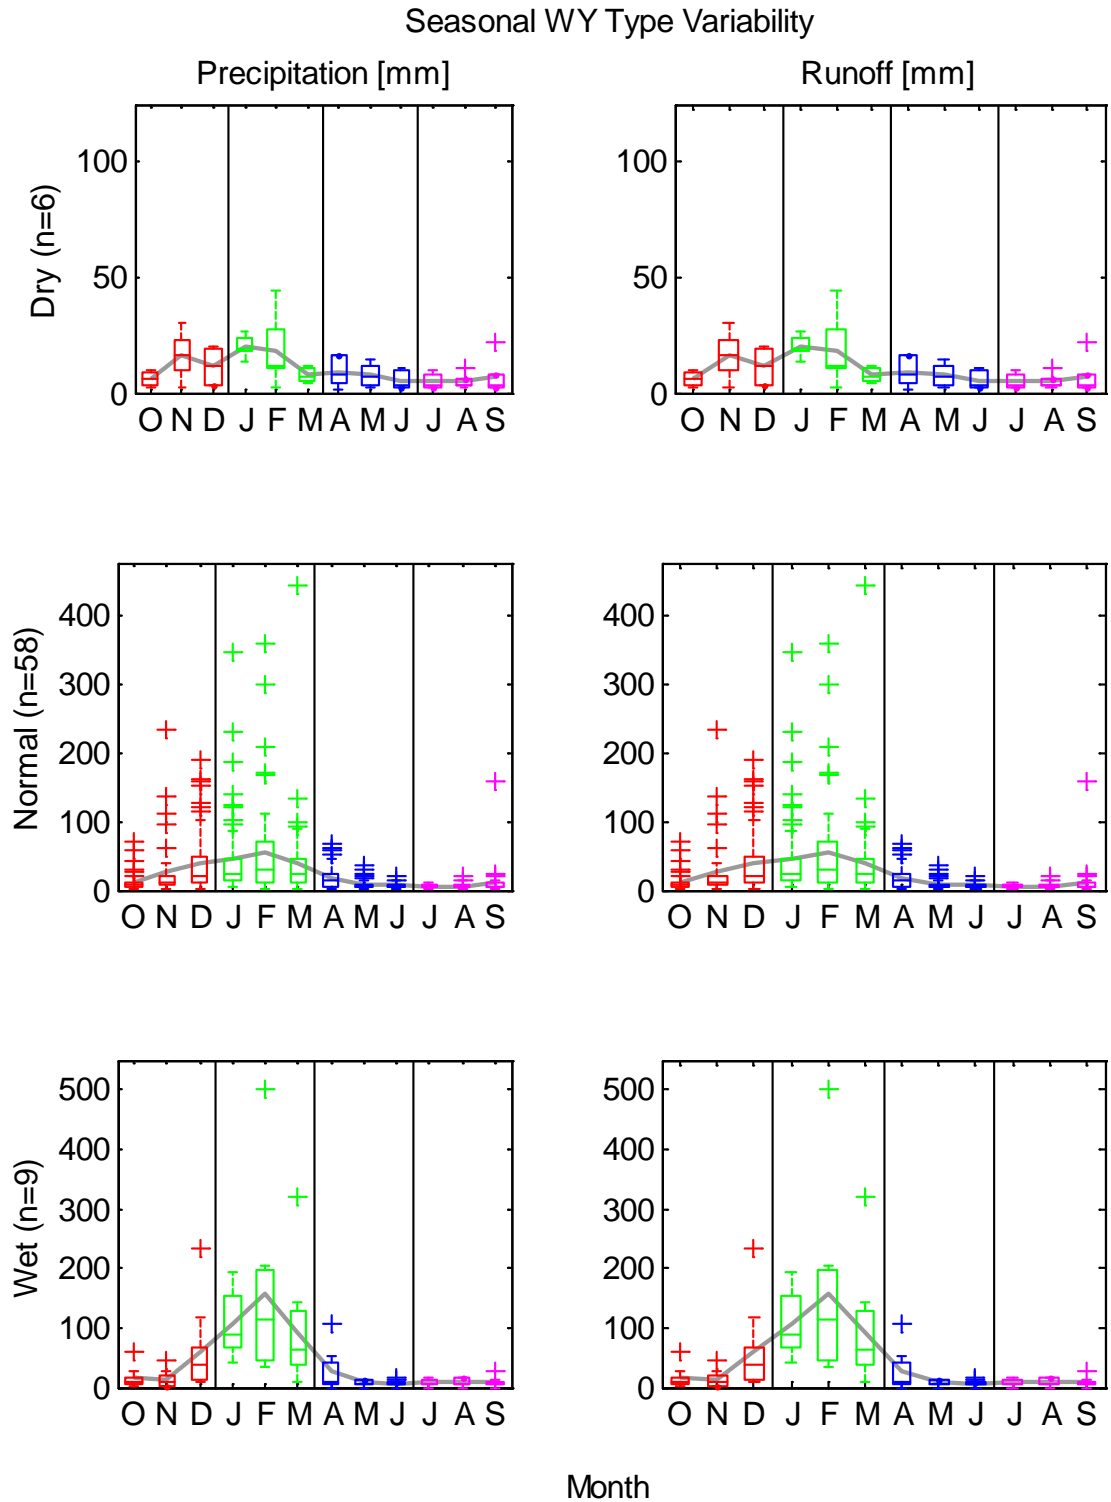 Seasonal WY Type Variability
Precipitation [mm]
Runoff [mm]
Dry (n=6)
100
50
0
O N D J F M A M J J A S
100
50
0
O N D J F M A M J J A S
Normal (n=58)
400
300
200
100
0
O N D J F M A M J J A S
400
300
200
100
0
O N D J F M A M J J A S
Wet (n=9)
500
400
300
200
100
0
O N D J F M A M J J A S
500
400
300
200
100
0
O N D J F M A M J J A S
Month